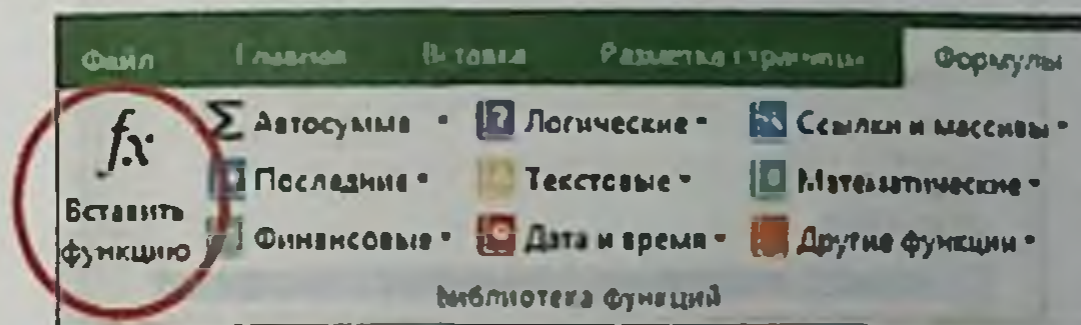 Файл Главная Вставка Разметка страницы Формулы
fx Вставить функцию
Σ Автосумма Логические Ссылки и массивы
Последние Текстовые Математические
Финансовые Дата и время Другие функции
Библиотека функций